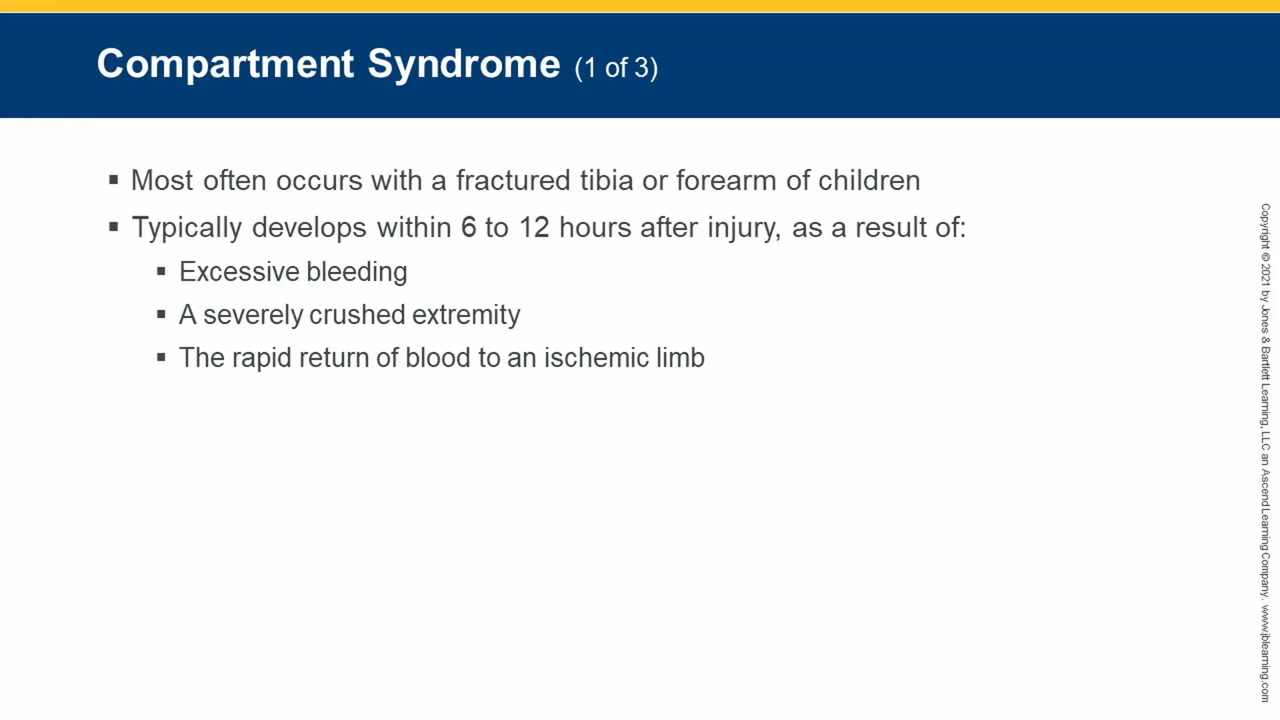 Compartment Syndrome (1 of 3)
▪ Most often occurs with a fractured tibia or forearm of children
▪ Typically develops within 6 to 12 hours after injury, as a result of:
▪ Excessive bleeding
▪ A severely crushed extremity
▪ The rapid return of blood to an ischemic limb
Copyright © 2021 by Jones & Bartlett Learning, LLC an Ascend Learning Company. www.jblearning.com